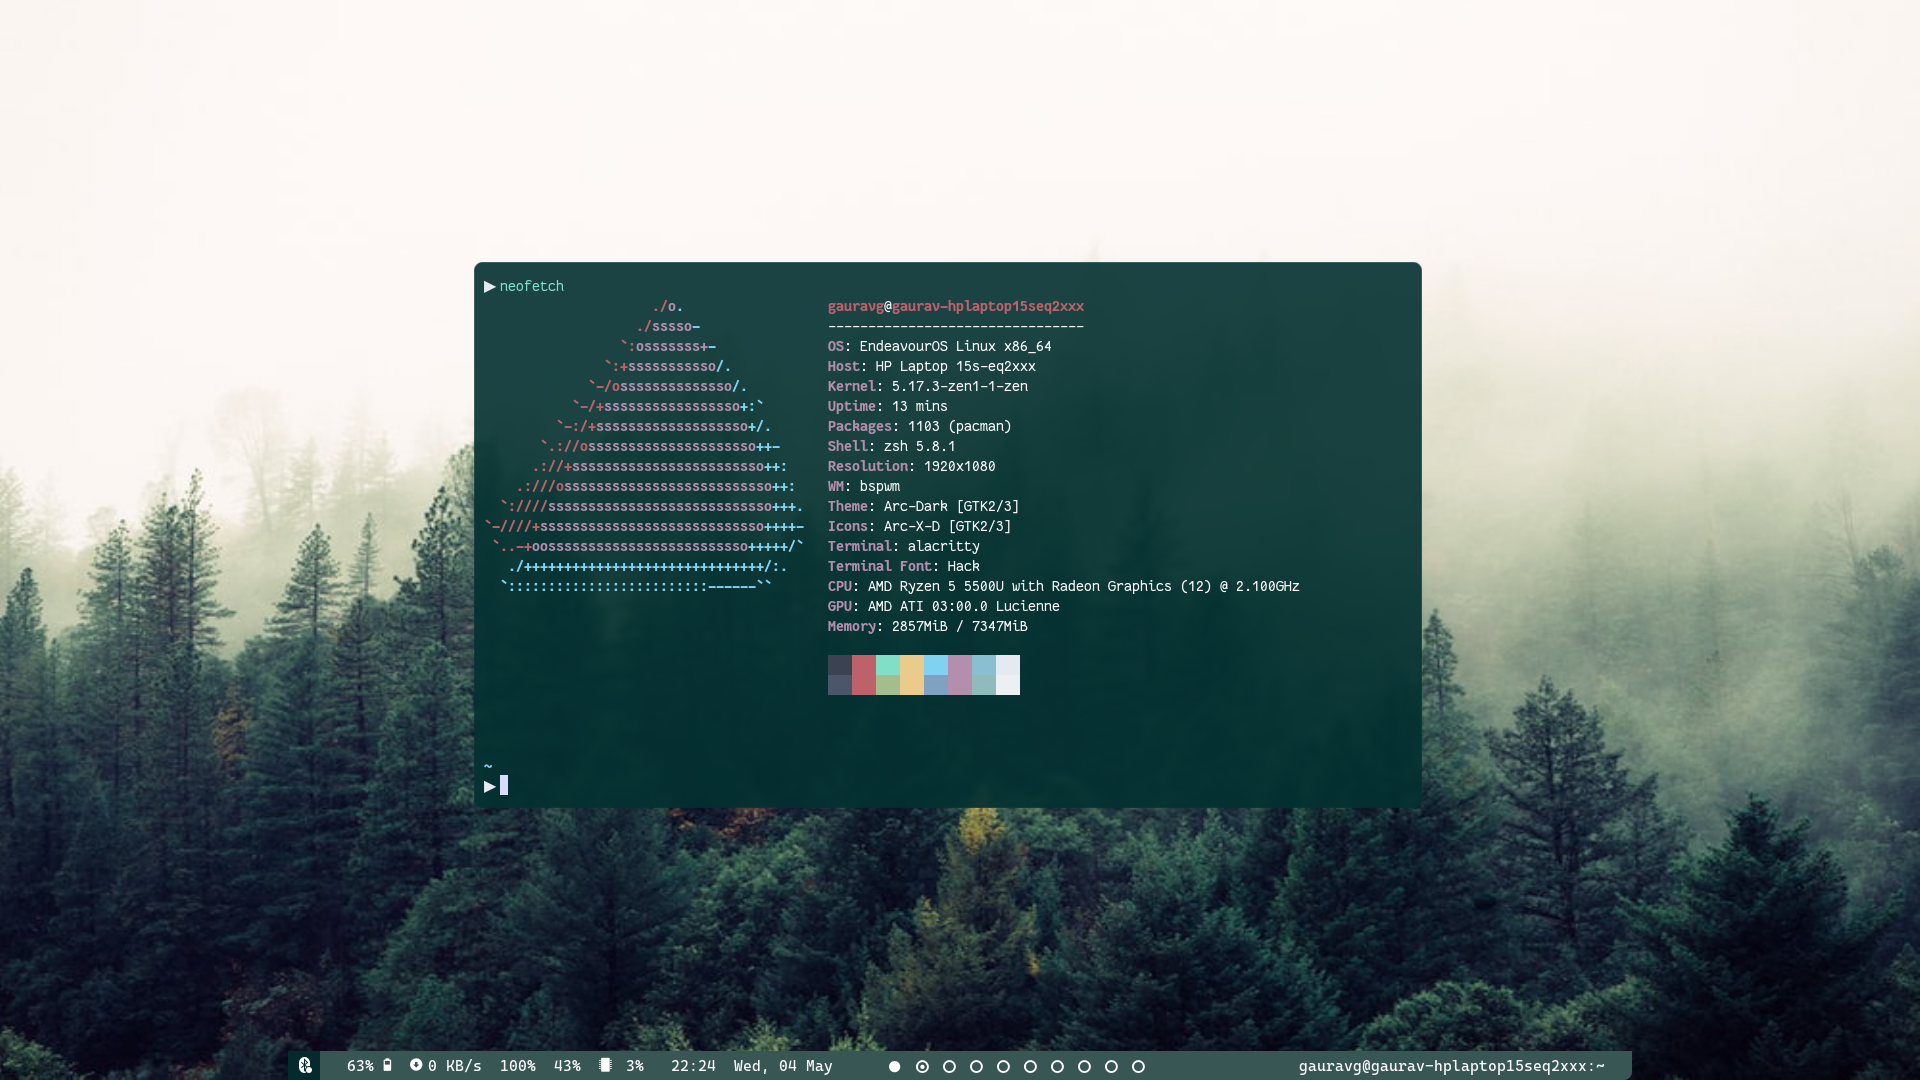 ▶ neofetch
./o.
./sssso-
`:osssssss+-
`:+sssssssssso/.
`-/ossssssssssssso/.
`-/+sssssssssssssssso+:`
`-:/+sssssssssssssssssso+/.
`.://osssssssssssssssssssso++-
.://+ssssssssssssssssssssssso++:
.:///ossssssssssssssssssssssssso++:
`:////ssssssssssssssssssssssssssso+++.
`-////+ssssssssssssssssssssssssssso++++-
`..-+oosssssssssssssssssssssssso+++++/`
./++++++++++++++++++++++++++++++/:.
`:::::::::::::::::::::::::------``
gauravg@gaurav-hplaptop15seq2xxx
--------------------------------
OS: EndeavourOS Linux x86_64
Host: HP Laptop 15s-eq2xxx
Kernel: 5.17.3-zen1-1-zen
Uptime: 13 mins
Packages: 1103 (pacman)
Shell: zsh 5.8.1
Resolution: 1920x1080
WM: bspwm
Theme: Arc-Dark [GTK2/3]
Icons: Arc-X-D [GTK2/3]
Terminal: alacritty
Terminal Font: Hack
CPU: AMD Ryzen 5 5500U with Radeon Graphics (12) @ 2.100GHz
GPU: AMD ATI 03:00.0 Lucienne
Memory: 2857MiB / 7347MiB
~
▶
63% 0 KB/s 100% 43% 3% 22:24 Wed, 04 May gauravg@gaurav-hplaptop15seq2xxx:~